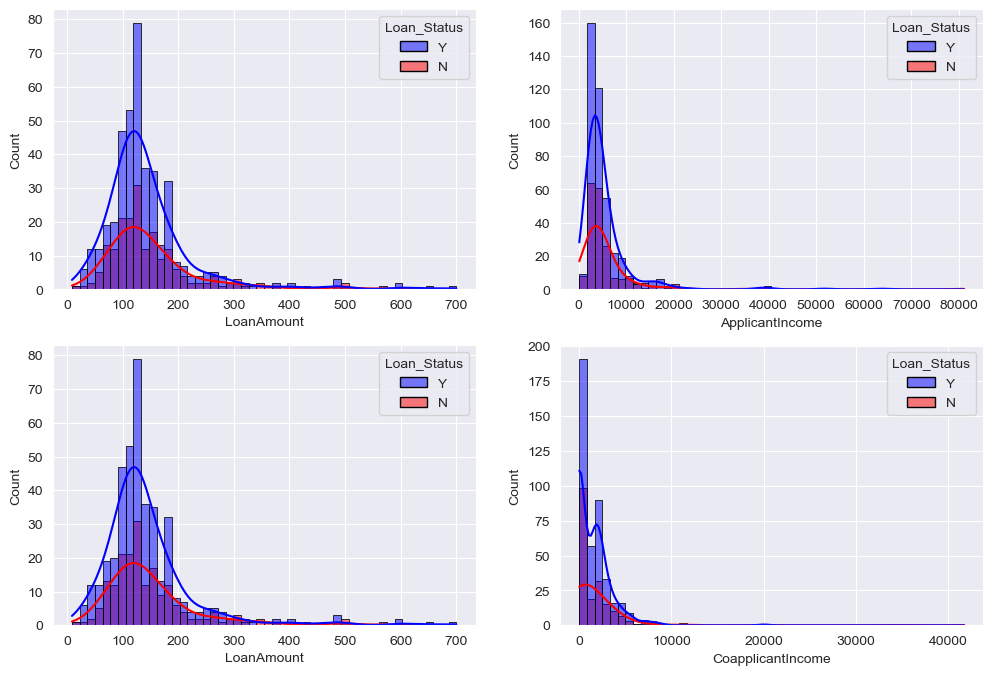 Loan_Status
Y
N
80
70
60
50
40
30
20
10
0
Count
0 100 200 300 400 500 600 700
LoanAmount
Loan_Status
Y
N
160
140
120
100
80
60
40
20
0
Count
0 10000 20000 30000 40000 50000 60000 70000 80000
ApplicantIncome
Loan_Status
Y
N
80
70
60
50
40
30
20
10
0
Count
0 100 200 300 400 500 600 700
LoanAmount
Loan_Status
Y
N
200
175
150
125
100
75
50
25
0
Count
0 10000 20000 30000 40000
CoapplicantIncome